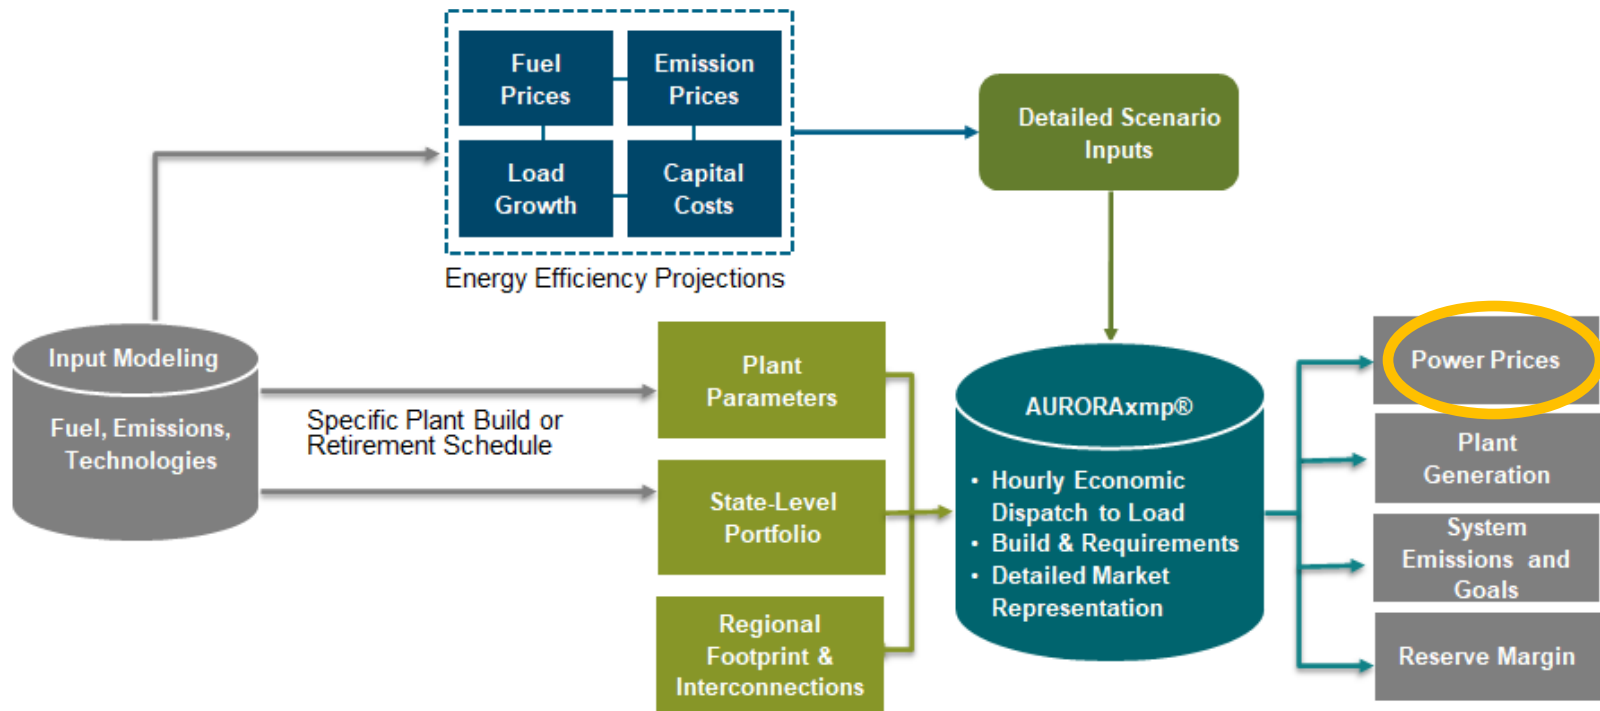 Fuel
Prices
Emission
Prices
Load
Growth
Capital
Costs
Energy Efficiency Projections
Detailed Scenario
Inputs
Input Modeling
Fuel, Emissions,
Technologies
Specific Plant Build or
Retirement Schedule
Plant
Parameters
State-Level
Portfolio
Regional
Footprint &
Interconnections
AURORAxmp®
• Hourly Economic
Dispatch to Load
• Build & Requirements
• Detailed Market
Representation
Power Prices
Plant
Generation
System
Emissions and
Goals
Reserve Margin